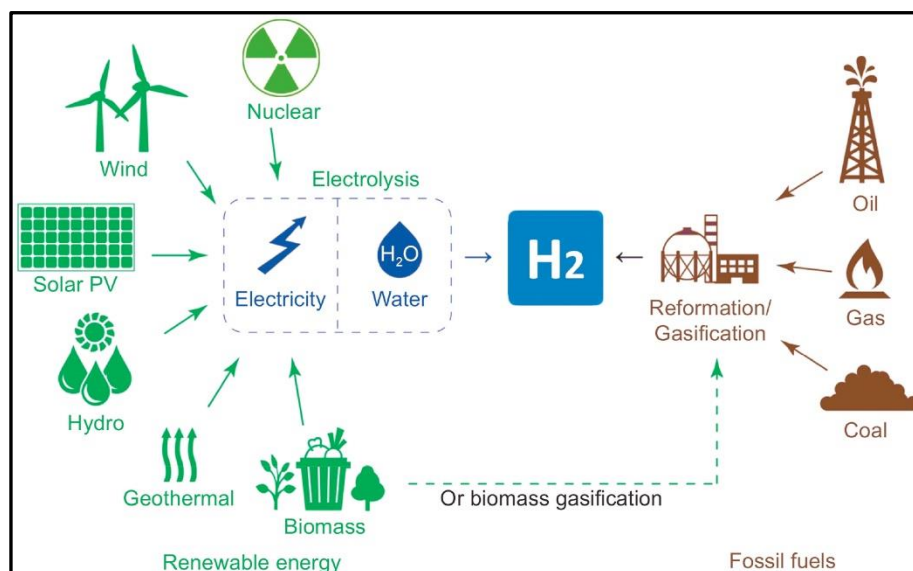 Nuclear
Wind
Electrolysis
Solar PV
Electricity
H₂O
Water
H2
Reformation/
Gasification
Oil
Gas
Coal
Hydro
Geothermal
Biomass
Or biomass gasification
Renewable energy
Fossil fuels